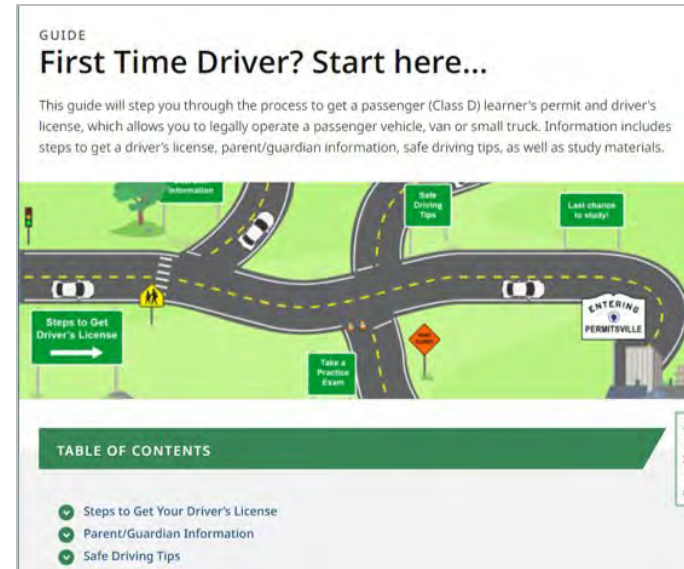 GUIDE
First Time Driver? Start here...
This guide will step you through the process to get a passenger (Class D) learner's permit and driver's
license, which allows you to legally operate a passenger vehicle, van or small truck. Information includes
steps to get a driver's license, parent/guardian information, safe driving tips, as well as study materials.
Information
Safe
Driving
Tips
Last chance
to study!
ENTERING
PERMITSVILLE
Steps to Get
Driver's License
Take a
Practice
Exam
TABLE OF CONTENTS
Steps to Get Your Driver's License
Parent/Guardian Information
Safe Driving Tips